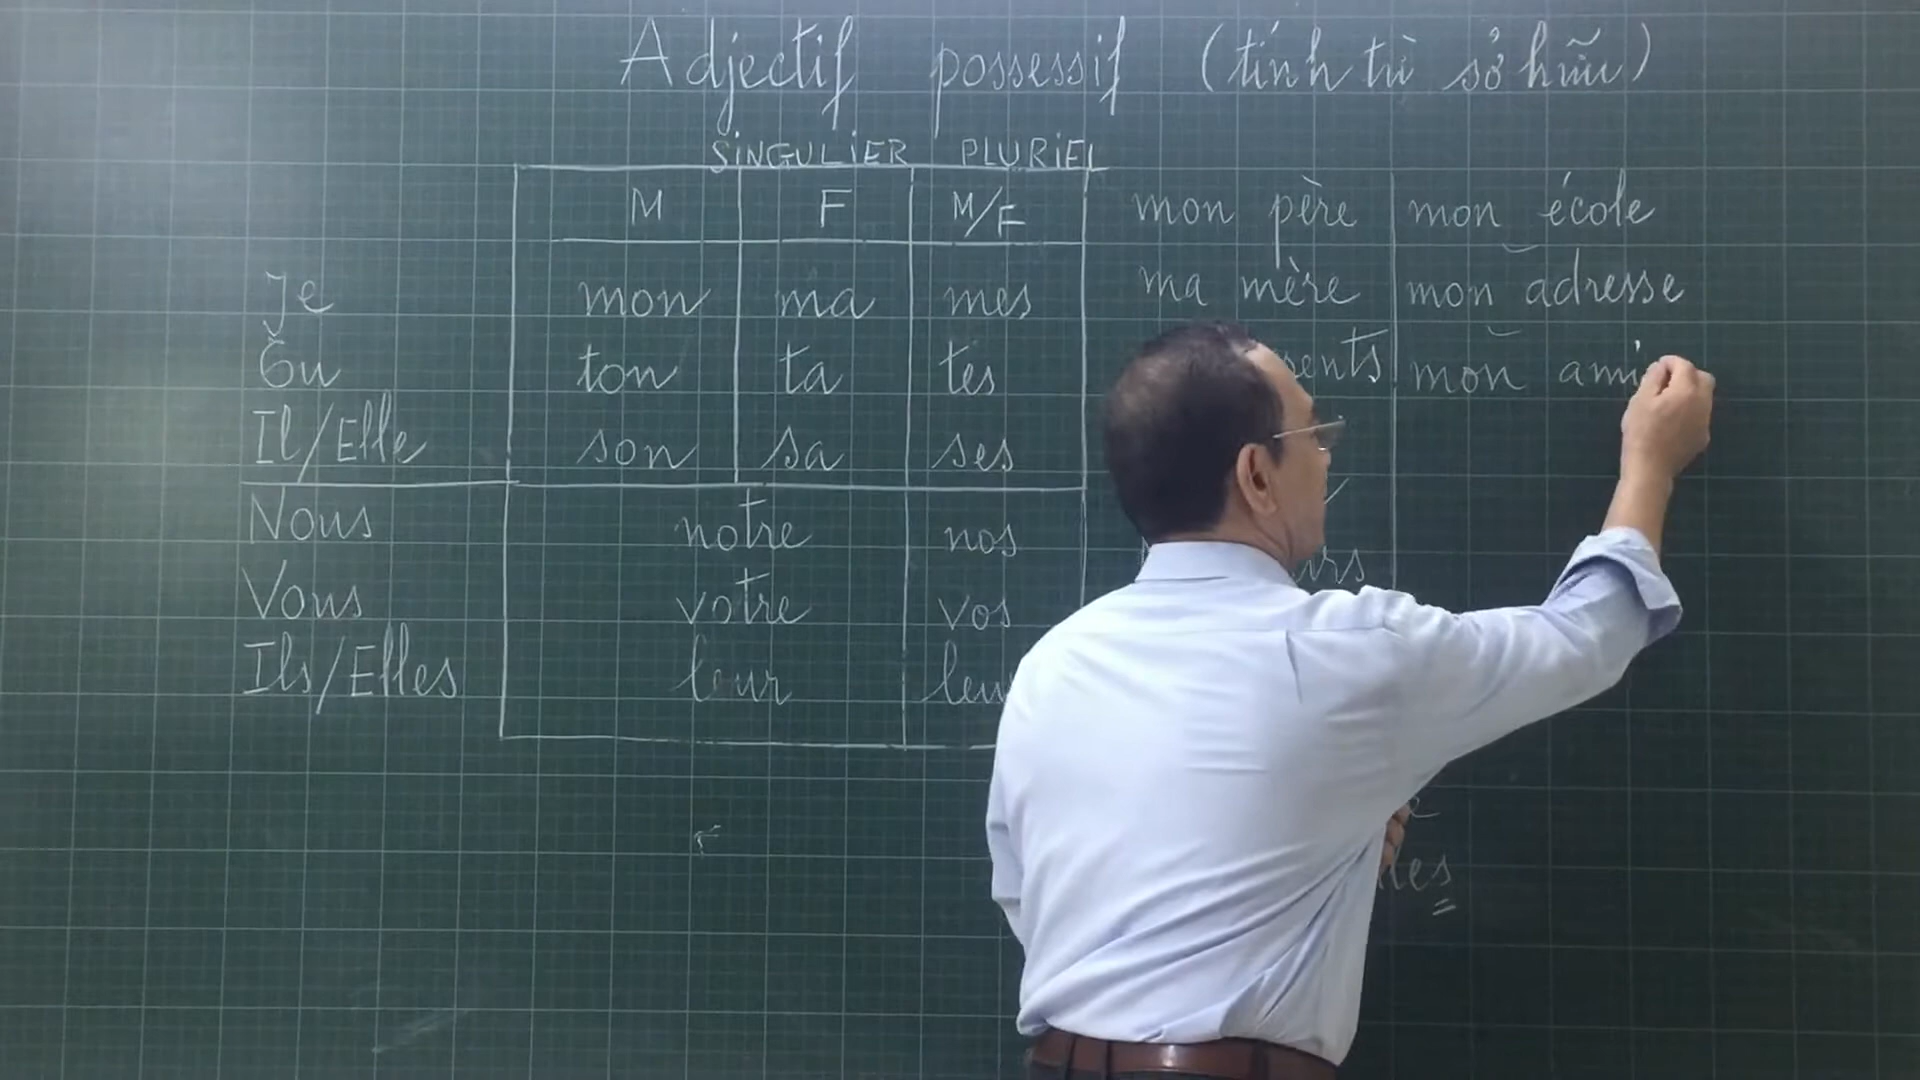 Adjectif possessif (tính từ sở hữu)
SINGULIER PLURIEL
M F M/F
Je mon ma mes
Tu ton ta tes
Il/Elle son sa ses
Nous notre nos
Vous votre vos
Ils/Elles leur
mon père
ma mère
mon école
mon adresse
mon ami